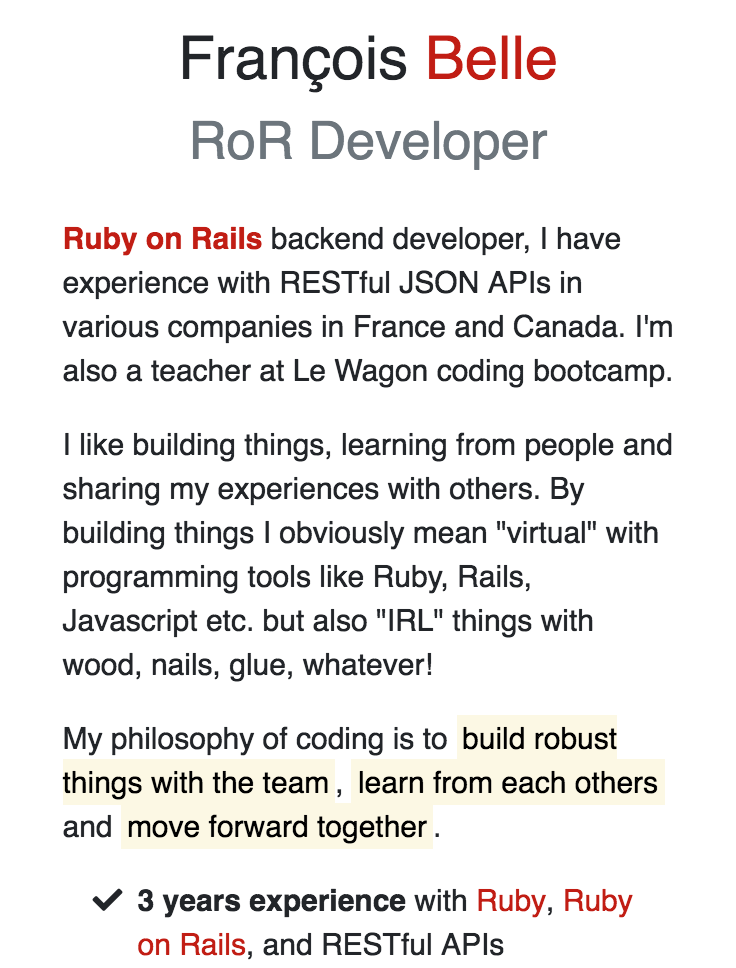 François Belle
RoR Developer
Ruby on Rails backend developer, I have
experience with RESTful JSON APIs in
various companies in France and Canada. I'm
also a teacher at Le Wagon coding bootcamp.
I like building things, learning from people and
sharing my experiences with others. By
building things I obviously mean "virtual" with
programming tools like Ruby, Rails,
Javascript etc. but also "IRL" things with
wood, nails, glue, whatever!
My philosophy of coding is to build robust
things with the team, learn from each others
and move forward together.
✔ 3 years experience with Ruby, Ruby
on Rails, and RESTful APIs